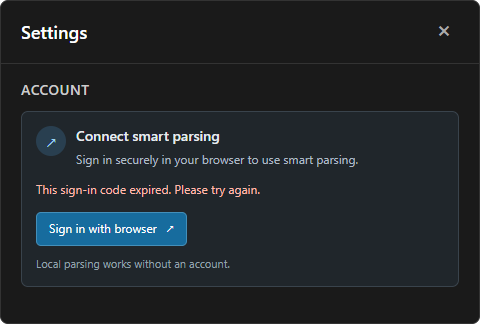 Settings
ACCOUNT
Connect smart parsing
Sign in securely in your browser to use smart parsing.
This sign-in code expired. Please try again.
Sign in with browser ↗
Local parsing works without an account.